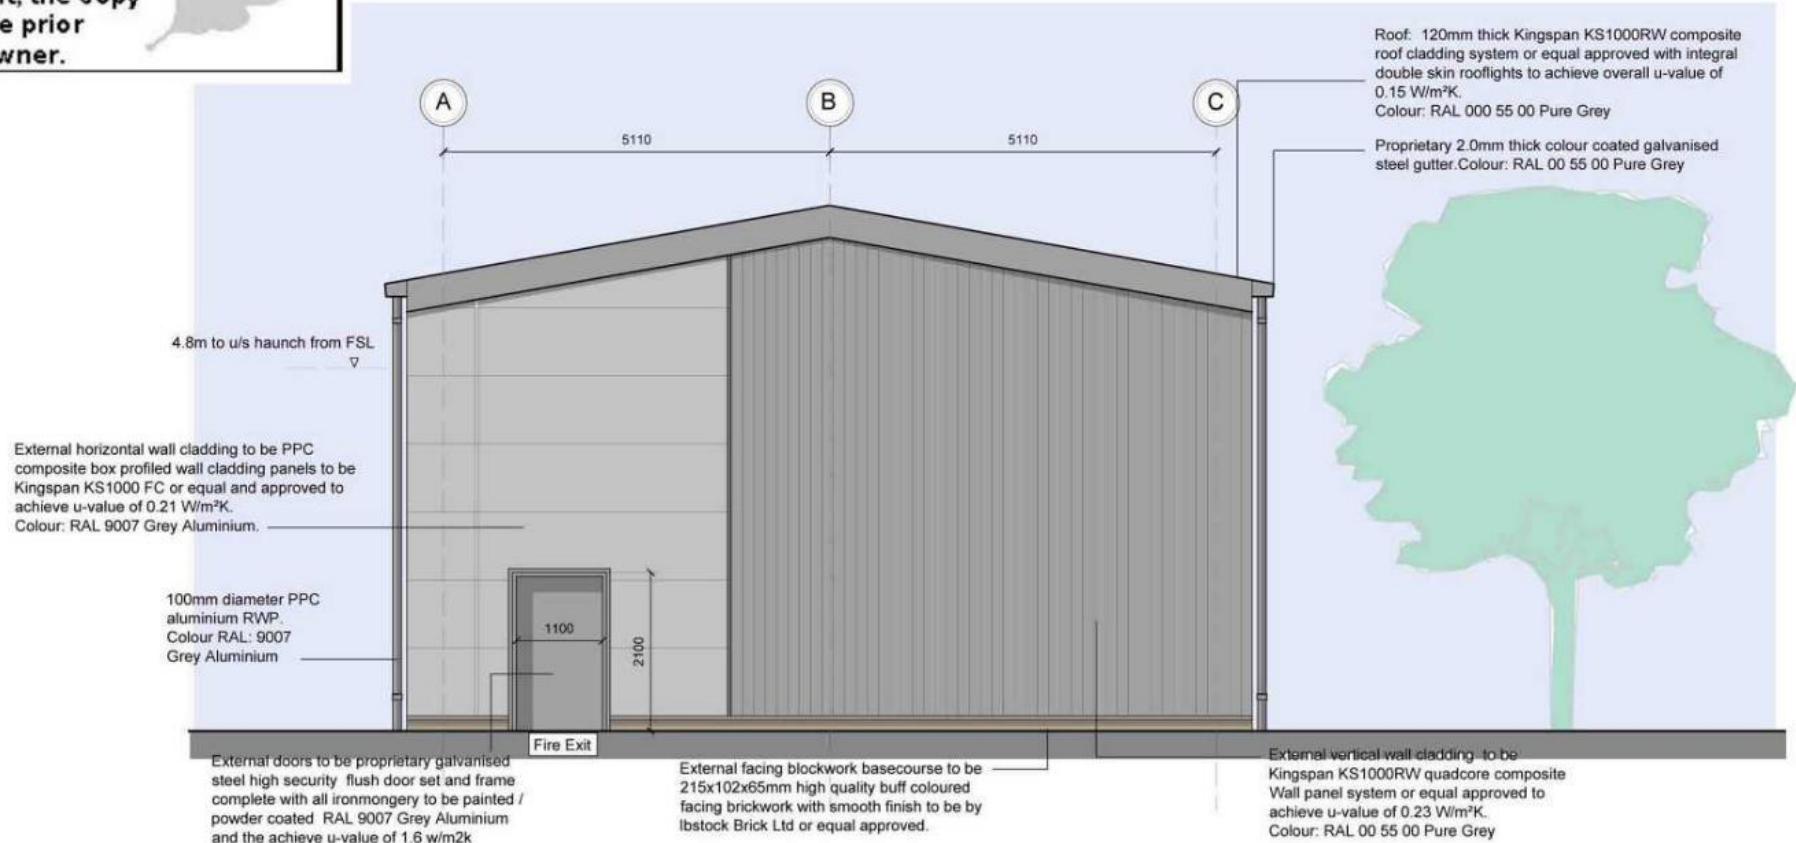 e prior
wner.
A
B
C
5110
5110
Roof: 120mm thick Kingspan KS1000RW composite
roof cladding system or equal approved with integral
double skin rooflights to achieve overall u-value of
0.15 W/m²K.
Colour: RAL 000 55 00 Pure Grey
Proprietary 2.0mm thick colour coated galvanised
steel gutter.Colour: RAL 00 55 00 Pure Grey
4.8m to u/s haunch from FSL
External horizontal wall cladding to be PPC
composite box profiled wall cladding panels to be
Kingspan KS1000 FC or equal and approved to
achieve u-value of 0.21 W/m²K.
Colour: RAL 9007 Grey Aluminium.
100mm diameter PPC
aluminium RWP.
Colour RAL: 9007
Grey Aluminium
1100
2100
Fire Exit
External doors to be proprietary galvanised
steel high security flush door set and frame
complete with all ironmongery to be painted /
powder coated RAL 9007 Grey Aluminium
and the achieve u-value of 1.6 w/m2k
External facing blockwork basecourse to be
215x102x65mm high quality buff coloured
facing brickwork with smooth finish to be by
Ibstock Brick Ltd or equal approved.
External vertical wall cladding to be
Kingspan KS1000RW quadcore composite
Wall panel system or equal approved to
achieve u-value of 0.23 W/m²K.
Colour: RAL 00 55 00 Pure Grey